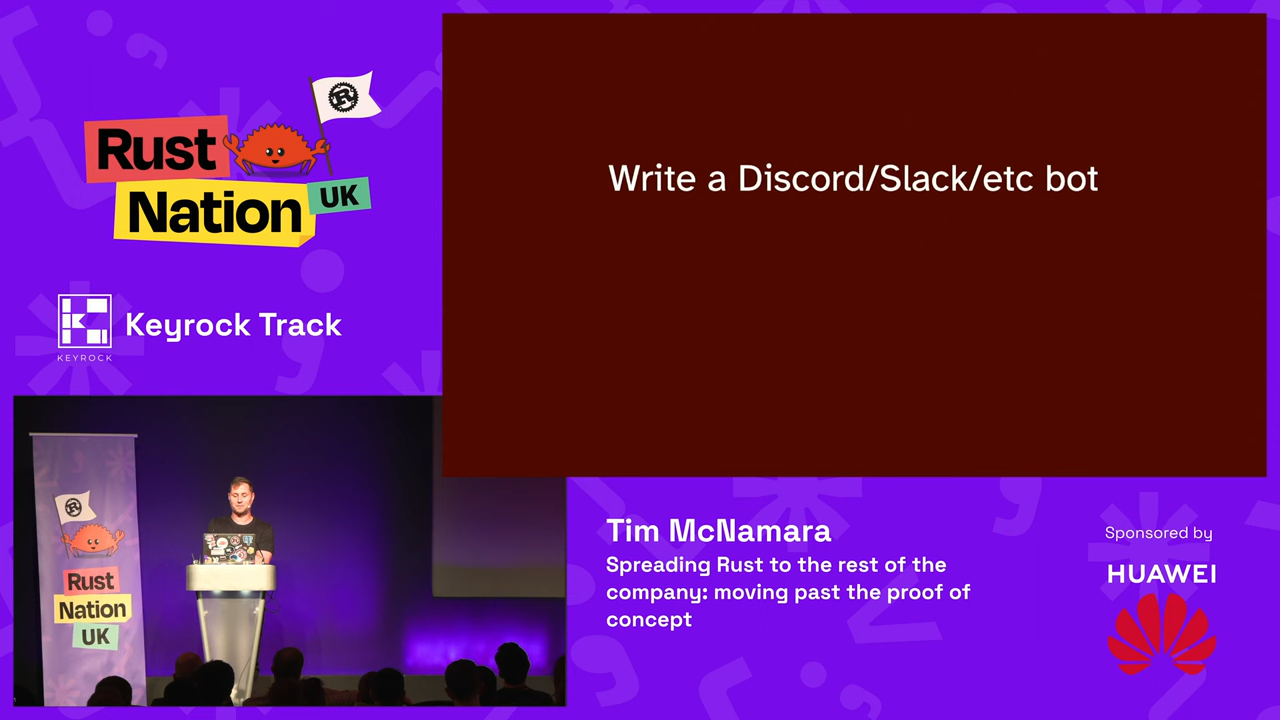 Rust
Nation
UK
KEYROCK
Keyrock Track
Write a Discord/Slack/etc bot
Rust
Nation
UK
Tim McNamara
Spreading Rust to the rest of the
company: moving past the proof of
concept
Sponsored by
HUAWEI